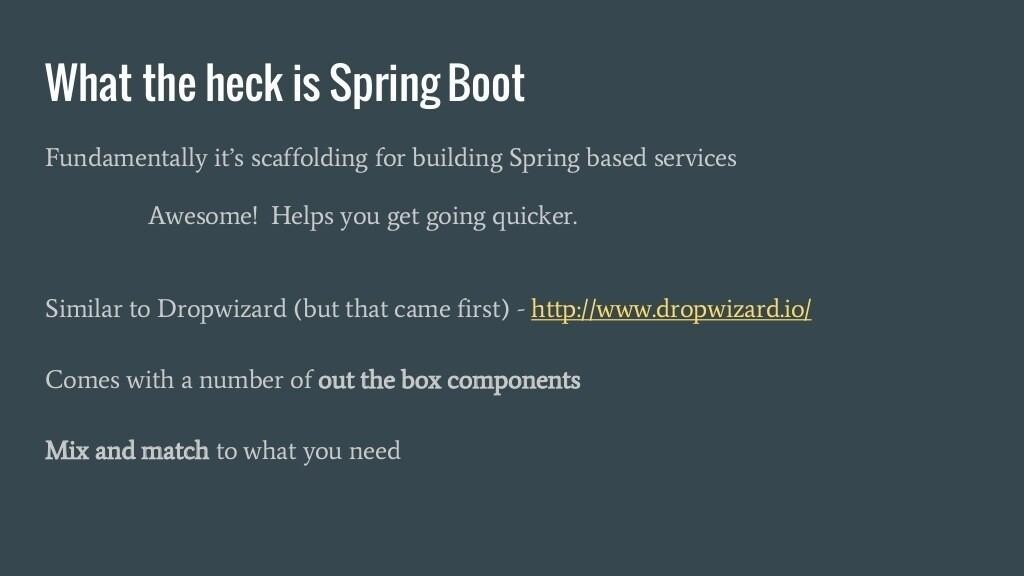 What the heck is Spring Boot
Fundamentally it’s scaffolding for building Spring based services
Awesome!  Helps you get going quicker.
Similar to Dropwizard (but that came first) - http://www.dropwizard.io/
Comes with a number of out the box components
Mix and match to what you need